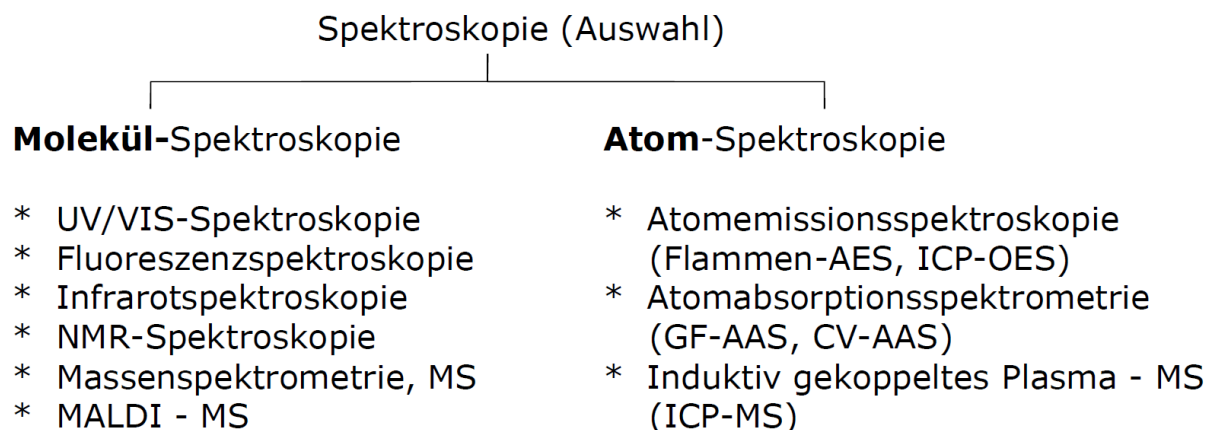 Spektroskopie (Auswahl)
Molekül-Spektroskopie
* UV/VIS-Spektroskopie
* Fluoreszenzspektroskopie
* Infrarotspektroskopie
* NMR-Spektroskopie
* Massenspektrometrie, MS
* MALDI - MS
Atom-Spektroskopie
* Atomemissionsspektroskopie
(Flammen-AES, ICP-OES)
* Atomabsorptionsspektrometrie
(GF-AAS, CV-AAS)
* Induktiv gekoppeltes Plasma - MS
(ICP-MS)